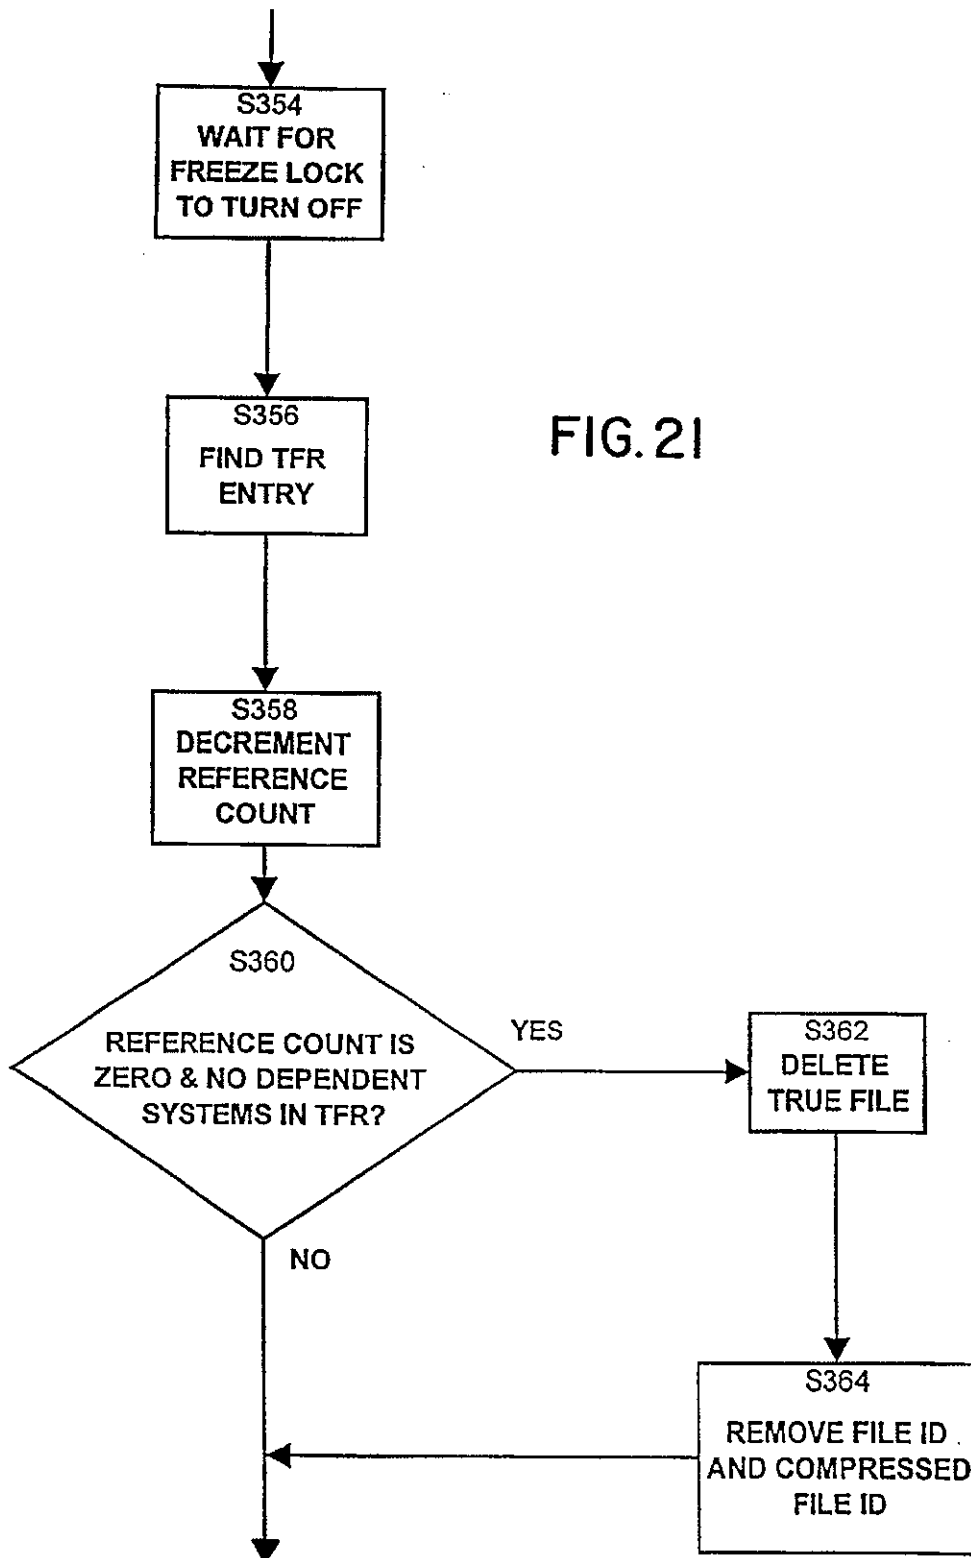 S354
WAIT FOR
FREEZE LOCK
TO TURN OFF
S356
FIND TFR
ENTRY
FIG. 21
S358
DECREMENT
REFERENCE
COUNT
S360
REFERENCE COUNT IS
ZERO & NO DEPENDENT
SYSTEMS IN TFR?
YES
S362
DELETE
TRUE FILE
NO
S364
REMOVE FILE ID
AND COMPRESSED
FILE ID